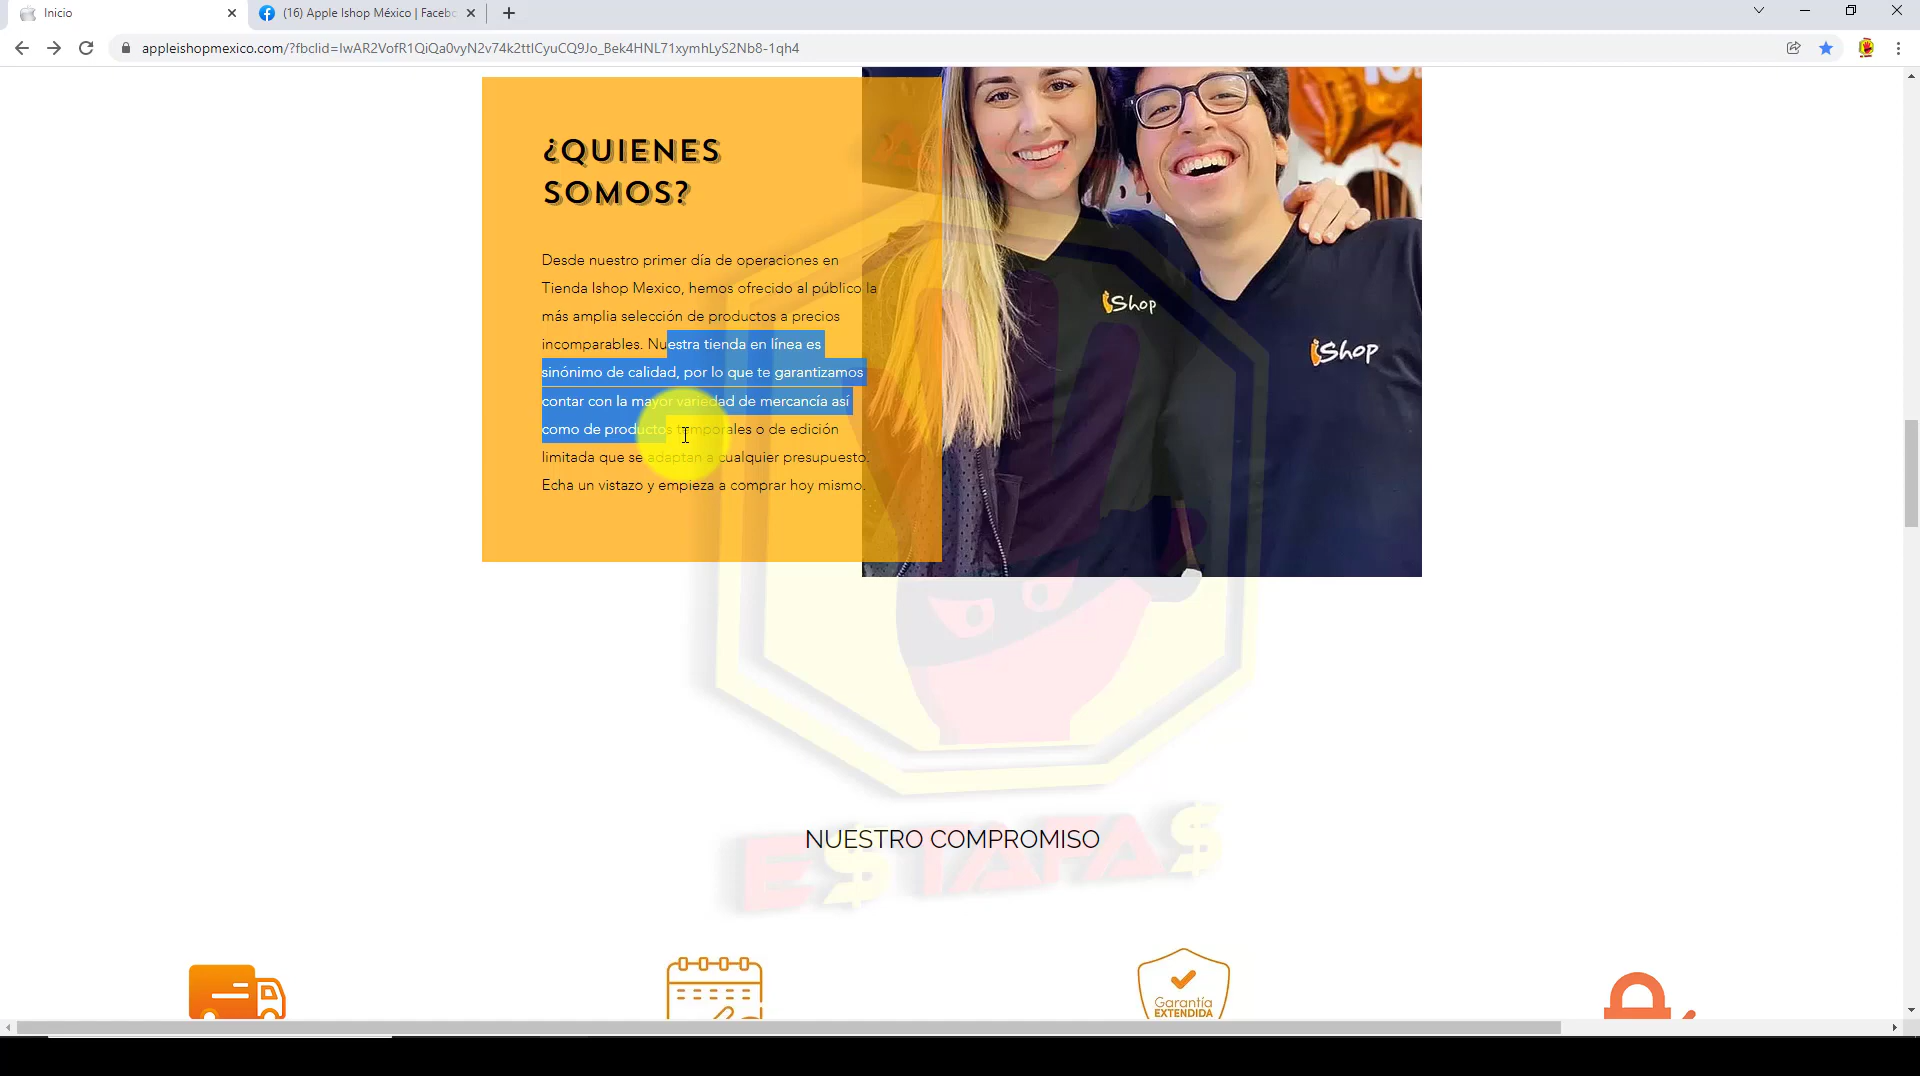 Inicio
(16) Apple Ishop México | Facebo
appleishopmexico.com/?fbclid=IwAR2VofR1QiQa0vyN2v74k2ttlCyuCQ9Jo_Bek4HNL71xymhLyS2Nb8-1qh4
¿QUIENES
SOMOS?
Desde nuestro primer día de operaciones en
Tienda Ishop Mexico, hemos ofrecido al público la
más amplia selección de productos a precios
incomparables. Nuestra tienda en línea es
sinónimo de calidad, por lo que te garantizamos
contar con la mayor variedad de mercancía así
como de productos temporales o de edición
limitada que se adaptan a cualquier presupuesto.
Echa un vistazo y empieza a comprar hoy mismo.
iShop
iShop
NUESTRO COMPROMISO
E$TAFA$
Garantía
EXTENDIDA